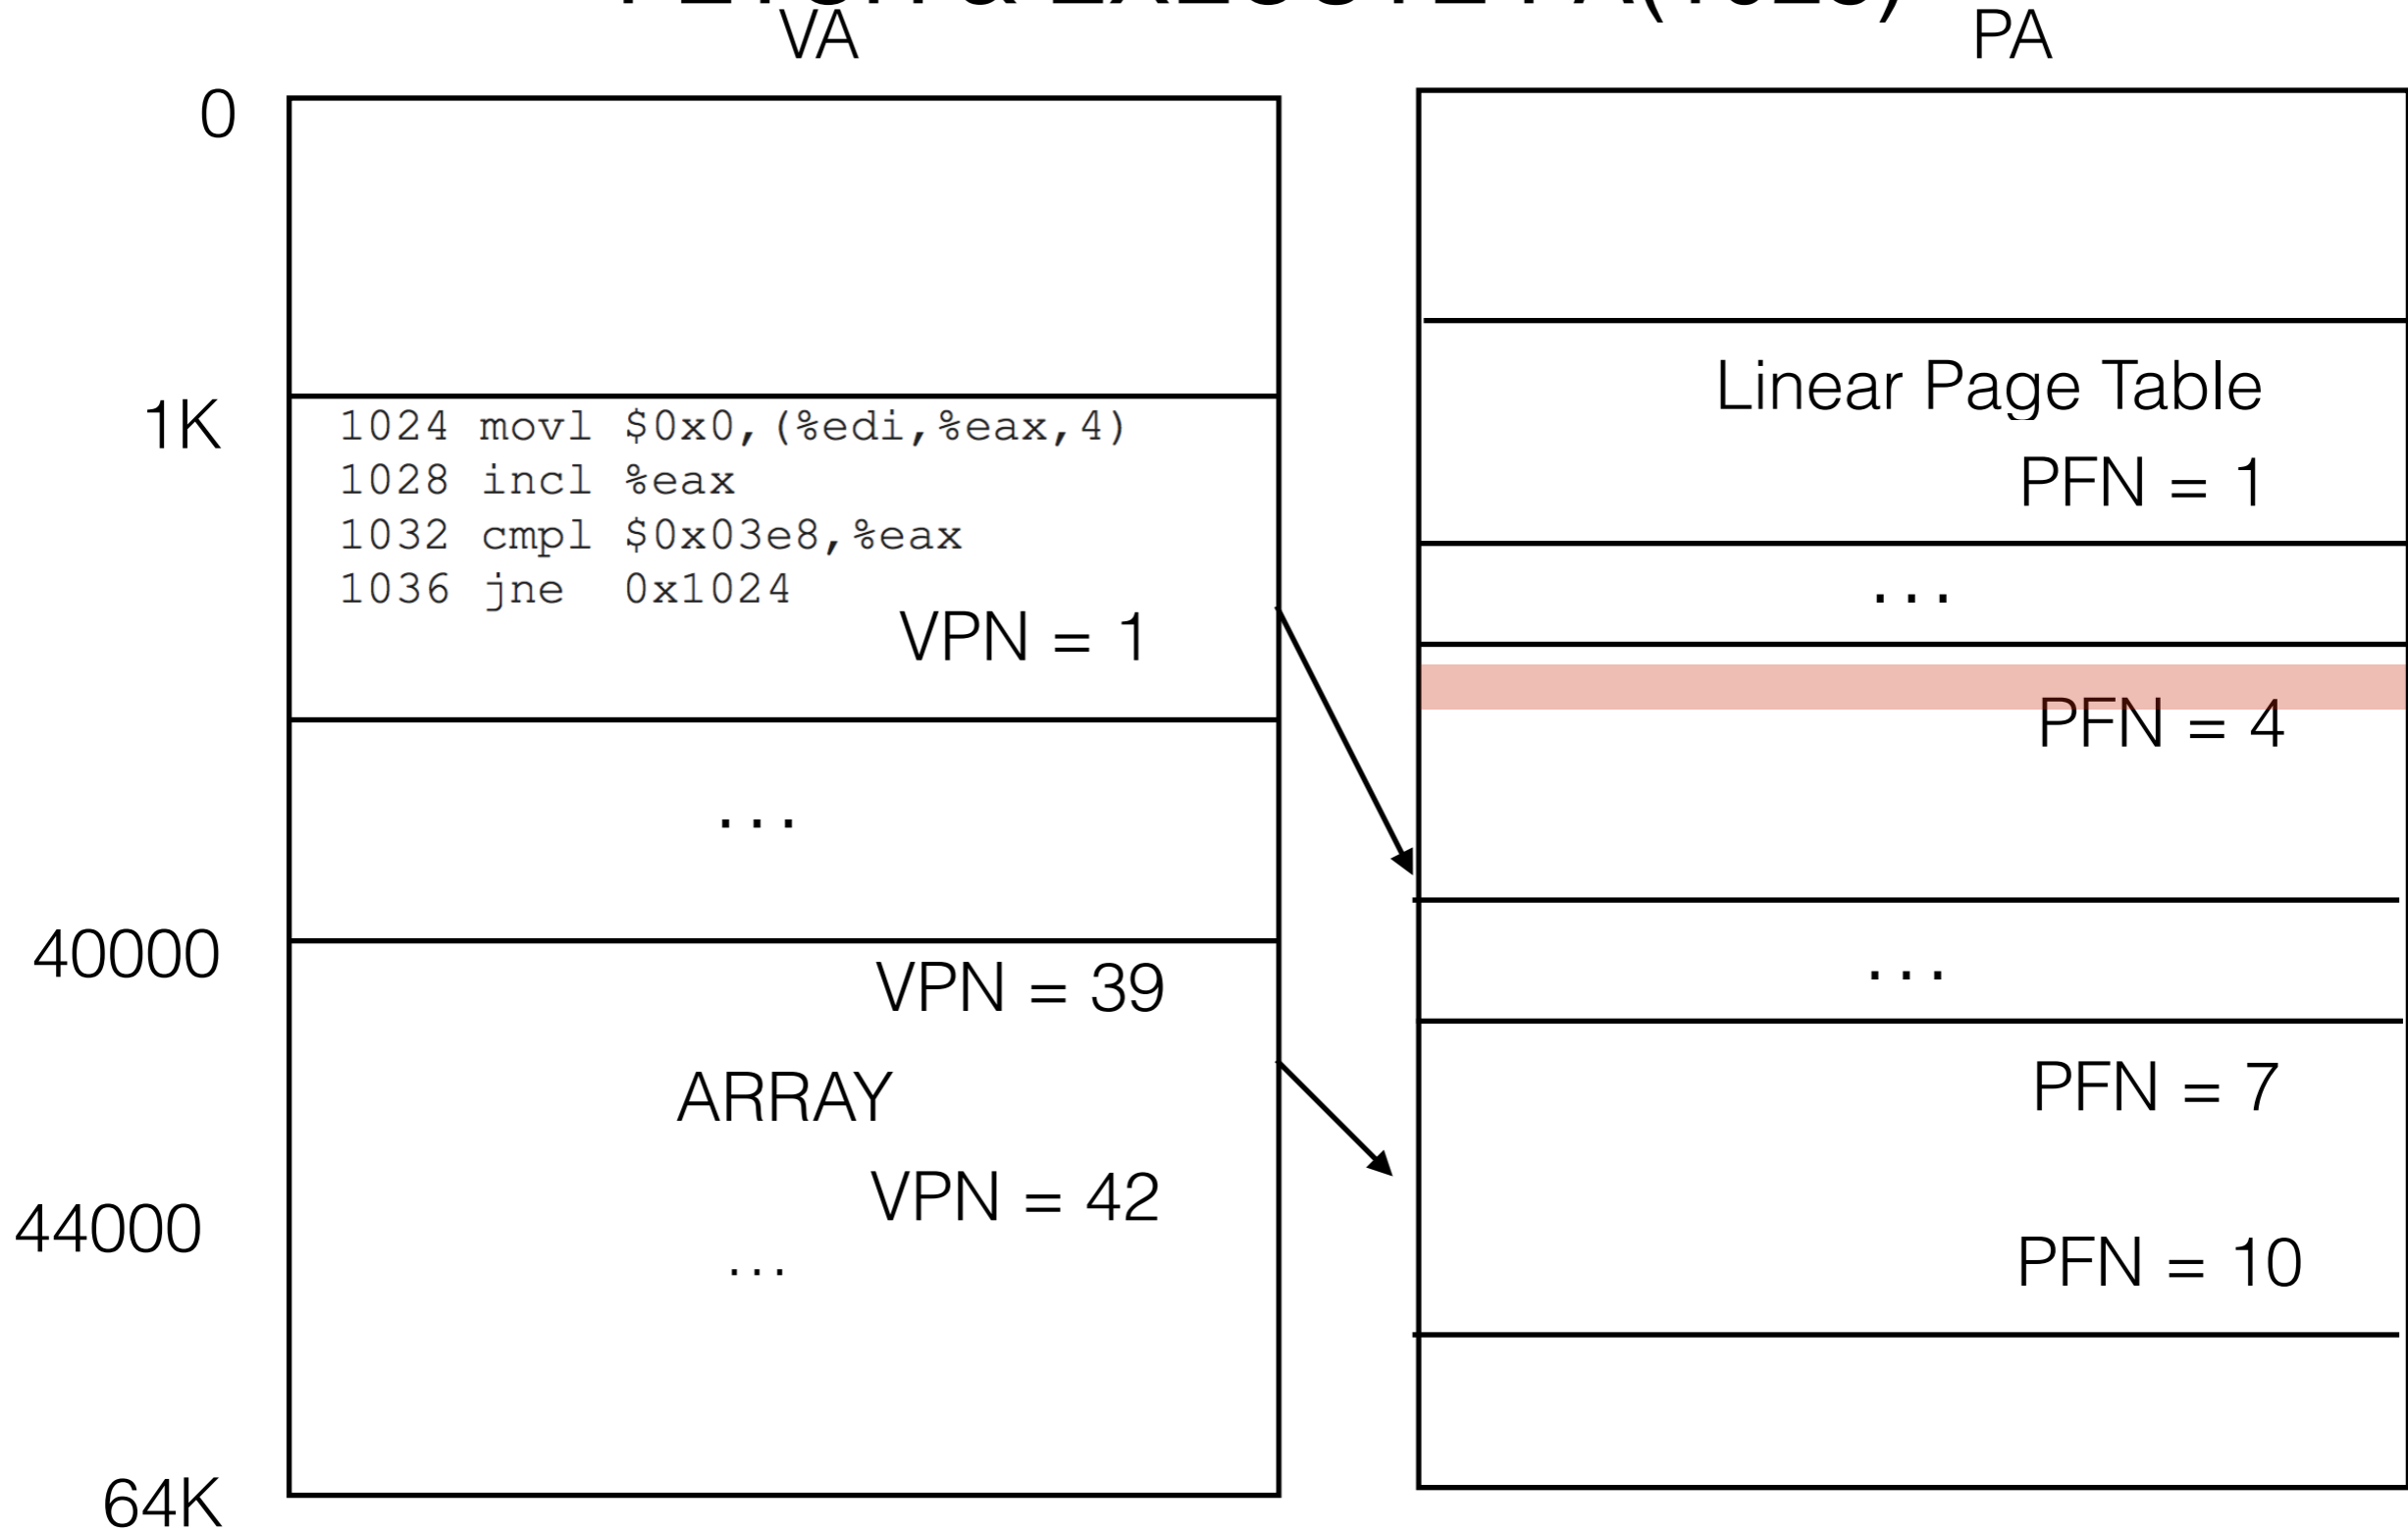 VA
PA
0
1K
1024 movl $0x0,(%edi,%eax,4)
1028 incl %eax
1032 cmpl $0x03e8,%eax
1036 jne 0x1024
VPN = 1
...
40000
VPN = 39
ARRAY
VPN = 42
44000
...
64K
Linear Page Table
PFN = 1
...
PFN = 4
...
PFN = 7
PFN = 10